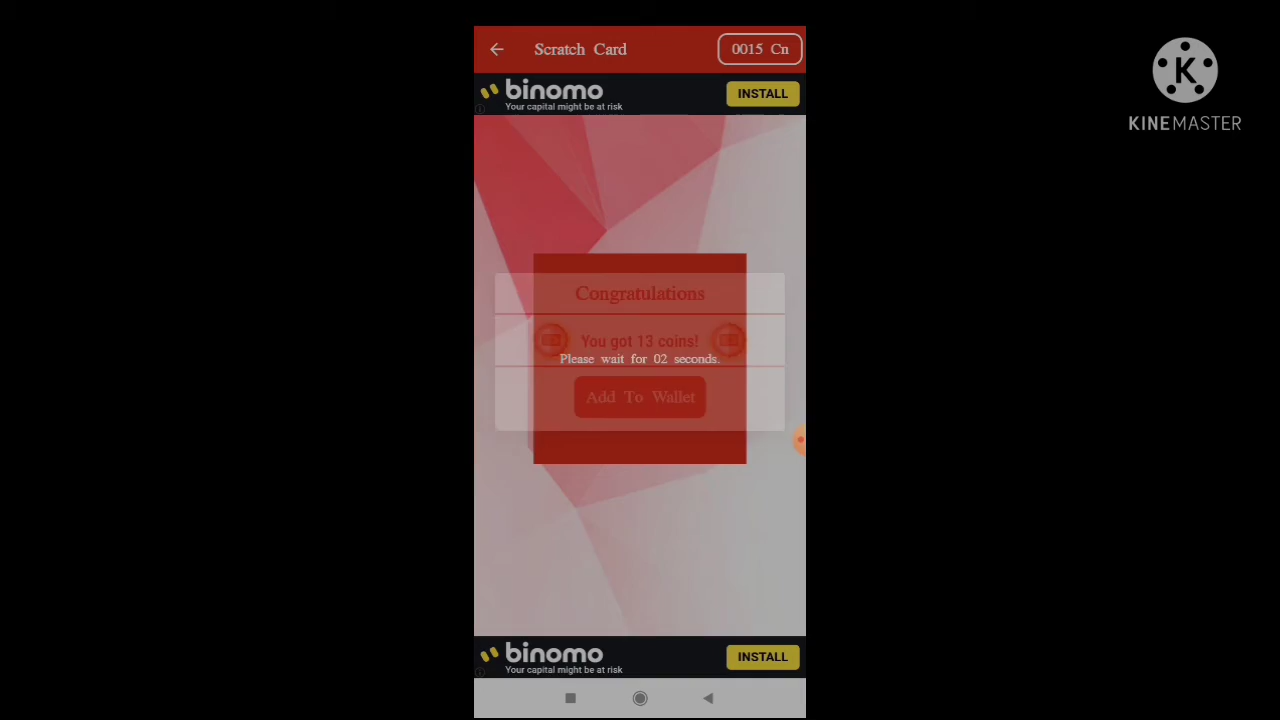 Scratch Card
0015 Cn
binomo
Your capital might be at risk
INSTALL
Congratulations
You got 13 coins!
Please wait for 02 seconds.
Add To Wallet
binomo
Your capital might be at risk
INSTALL
K
KINEMASTER